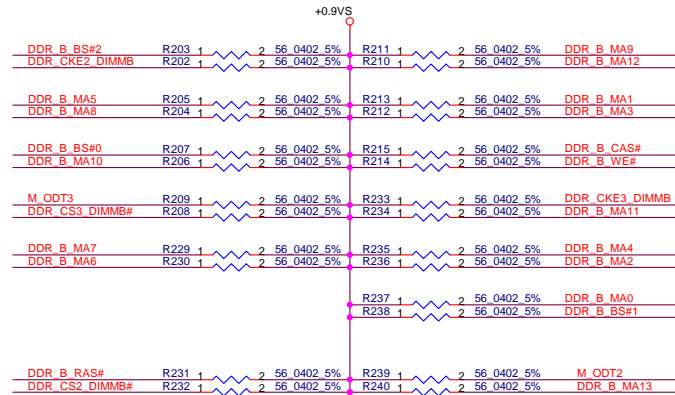 +0.9VS
DDR_B_BS#2 R203 1 2 56_0402_5% R211 1 2 56_0402_5% DDR_B_MA9
DDR_CKE2_DIMMB R202 1 2 56_0402_5% R210 1 2 56_0402_5% DDR_B_MA12
DDR_B_MA5 R205 1 2 56_0402_5% R213 1 2 56_0402_5% DDR_B_MA1
DDR_B_MA8 R204 1 2 56_0402_5% R212 1 2 56_0402_5% DDR_B_MA3
DDR_B_BS#0 R207 1 2 56_0402_5% R215 1 2 56_0402_5% DDR_B_CAS#
DDR_B_MA10 R206 1 2 56_0402_5% R214 1 2 56_0402_5% DDR_B_WE#
M_ODT3 R209 1 2 56_0402_5% R233 1 2 56_0402_5% DDR_CKE3_DIMMB
DDR_CS3_DIMMB# R208 1 2 56_0402_5% R234 1 2 56_0402_5% DDR_B_MA11
DDR_B_MA7 R229 1 2 56_0402_5% R235 1 2 56_0402_5% DDR_B_MA4
DDR_B_MA6 R230 1 2 56_0402_5% R236 1 2 56_0402_5% DDR_B_MA2
R237 1 2 56_0402_5% DDR_B_MA0
R238 1 2 56_0402_5% DDR_B_BS#1
DDR_B_RAS# R231 1 2 56_0402_5% R239 1 2 56_0402_5% M_ODT2
DDR_CS2_DIMMB# R232 1 2 56_0402_5% R240 1 2 56_0402_5% DDR_B_MA13